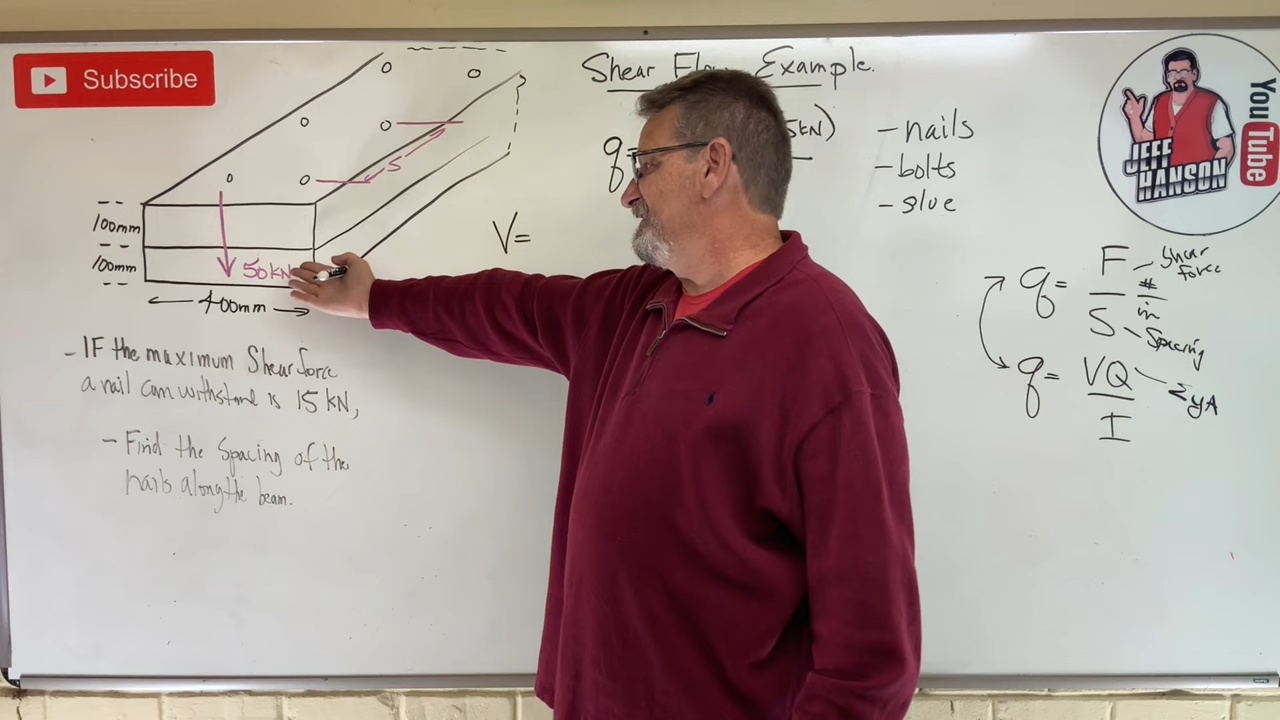 Subscribe
Shear Flow Example.
q= 5kN)
- nails
- bolts
- glue
YouTube
JEFF
HANSON
100mm
100mm
50kN
400mm
S
V=
q= F Shear
force
#
in
S Spacing
q= VQ ΣyA
I
- IF the maximum Shear force
a nail can withstand is 15 kN,
- Find the Spacing of the
nails along the beam.